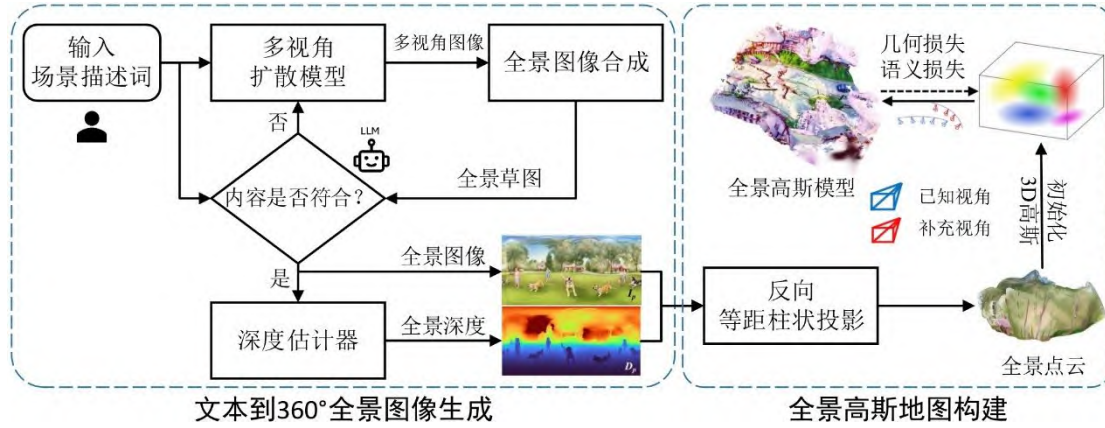 输入
场景描述词
多视角
扩散模型
多视角图像
全景图像合成
否
LLM
内容是否符合？
全景草图
是
全景图像
I_P
深度估计器
全景深度
D_P
文本到360°全景图像生成
几何损失
语义损失
全景高斯模型
已知视角
补充视角
初始化
3D高斯
反向
等距柱状投影
全景点云
全景高斯地图构建